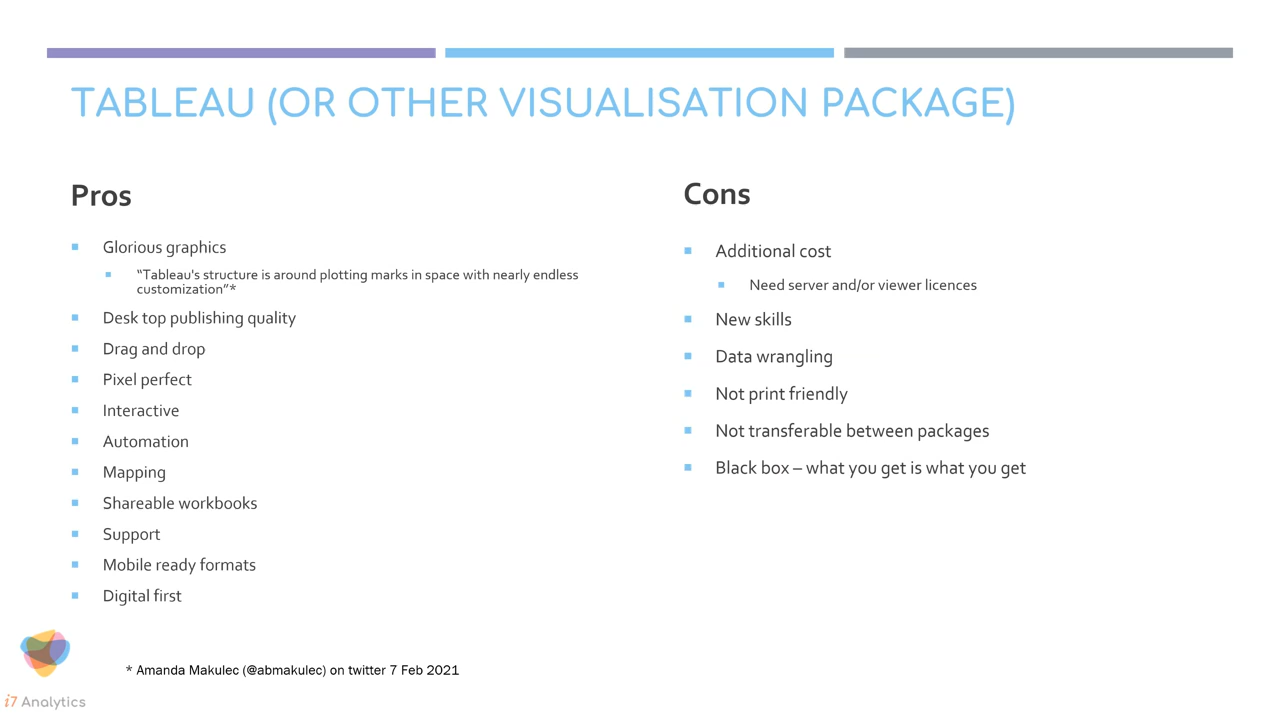 TABLEAU (OR OTHER VISUALISATION PACKAGE)
Pros
Glorious graphics
“Tableau's structure is around plotting marks in space with nearly endless
customization”*
Desk top publishing quality
Drag and drop
Pixel perfect
Interactive
Automation
Mapping
Shareable workbooks
Support
Mobile ready formats
Digital first
Cons
Additional cost
Need server and/or viewer licences
New skills
Data wrangling
Not print friendly
Not transferable between packages
Black box – what you get is what you get
* Amanda Makulec (@abmakulec) on twitter 7 Feb 2021
i7 Analytics